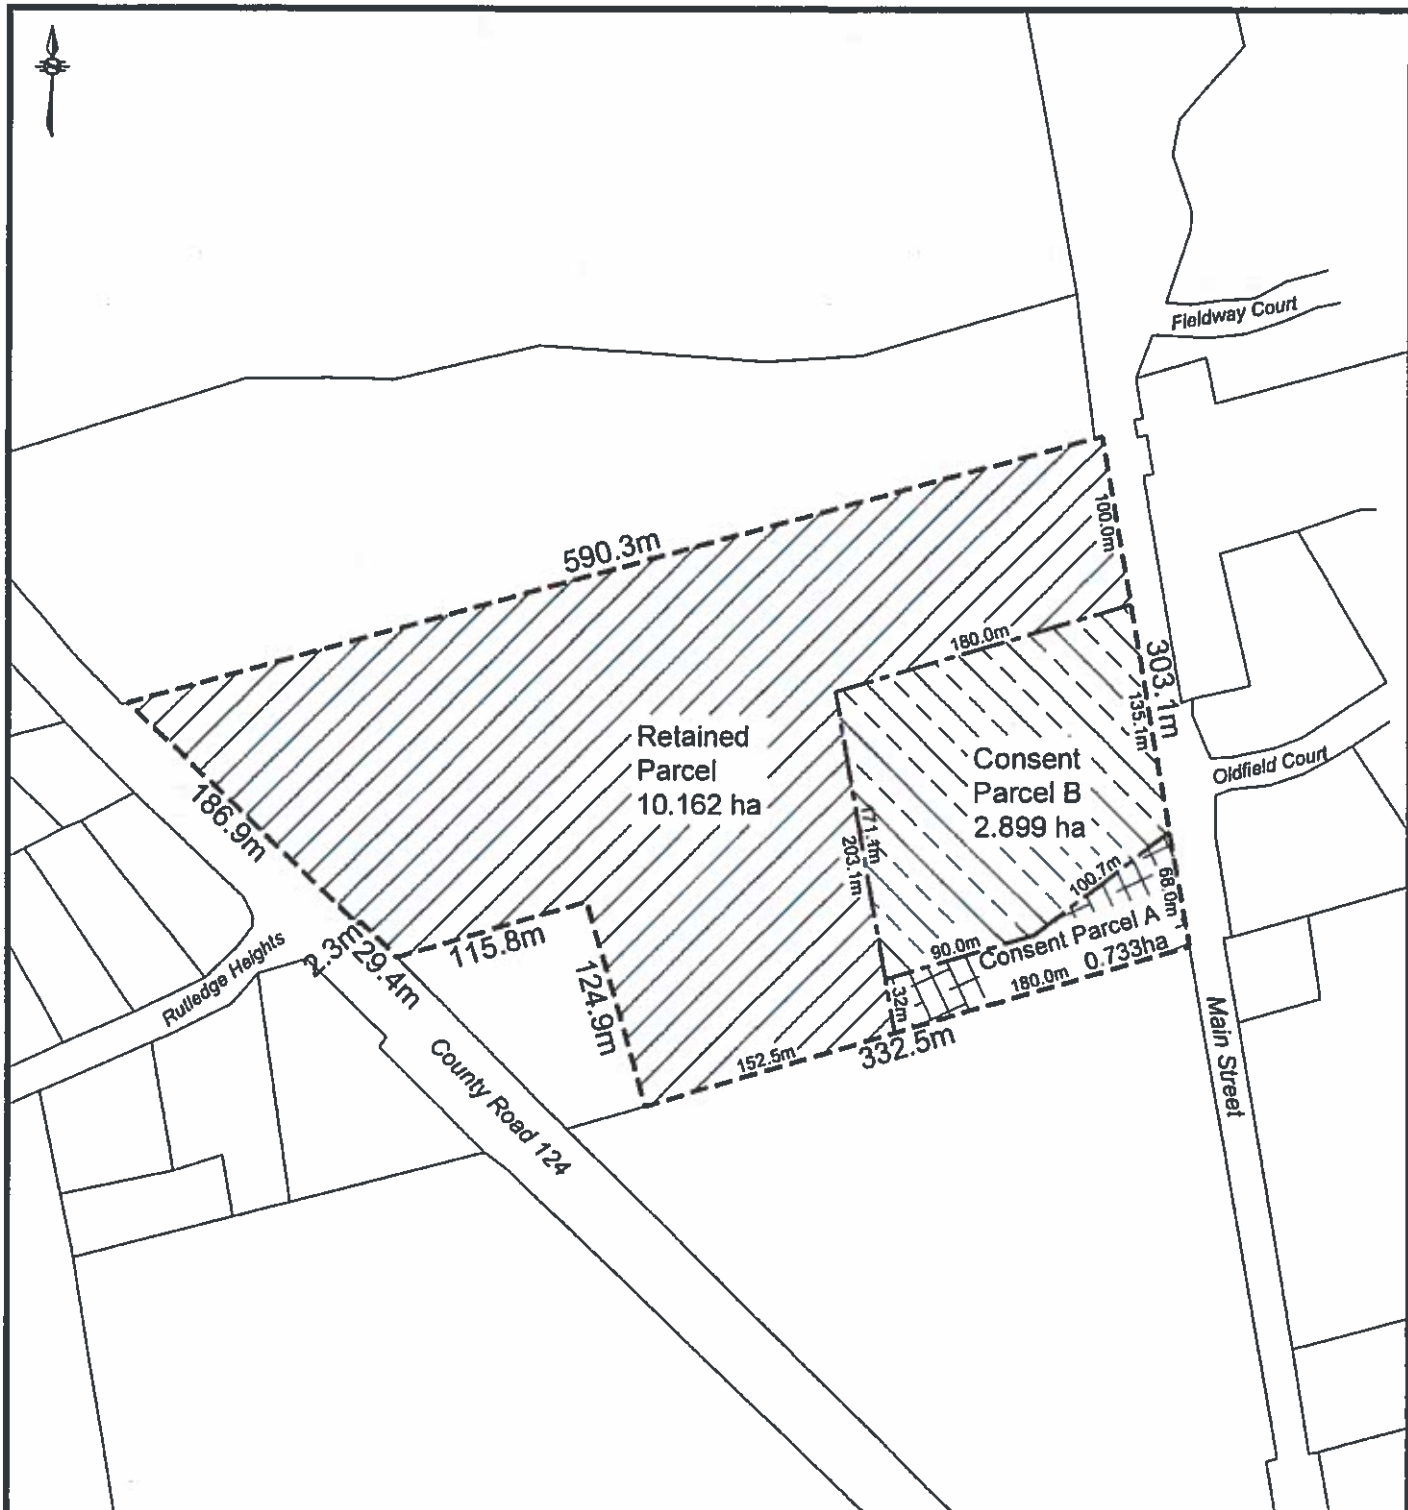 Fieldway Court
590.3m
100.0m
180.0m
303.1m
135.1m
Retained
Parcel
10.162 ha
Consent
Parcel B
2.899 ha
Oldfield Court
186.9m
171.1m
203.1m
100.7m
68.0m
2.3m
29.4m
115.8m
124.9m
90.0m
Consent Parcel A
0.733ha
180.0m
32m
Rutledge Heights
152.5m
332.5m
County Road 124
Main Street